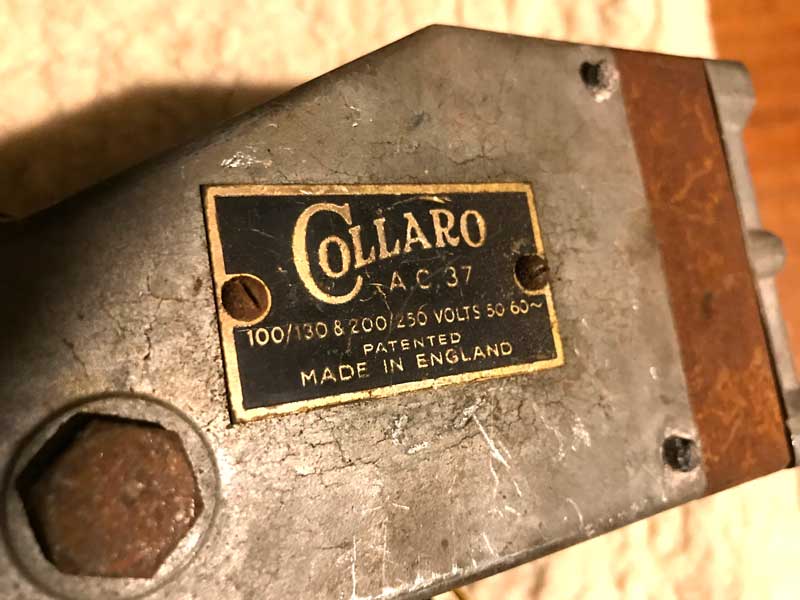 COLLARO
A.C. 37
100/130 & 200/250 VOLTS 50 60~
PATENTED
MADE IN ENGLAND